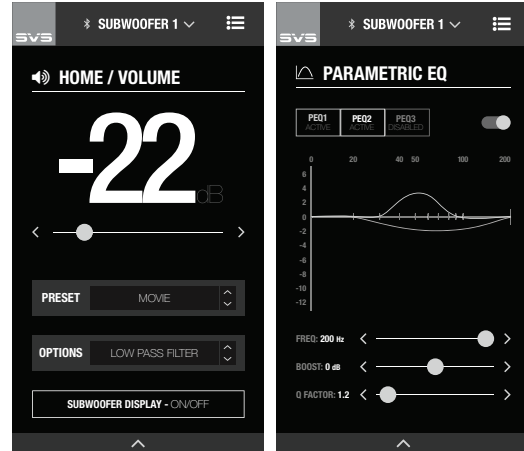 SVS
SUBWOOFER 1
HOME / VOLUME
-22
dB
PRESET
MOVIE
OPTIONS
LOW PASS FILTER
SUBWOOFER DISPLAY - ON/OFF
SVS
SUBWOOFER 1
PARAMETRIC EQ
PEQ1 PEQ2 PEQ3
ACTIVE ACTIVE DISABLED
0 20 40 50 100 200
6
4
2
0
-2
-4
-6
-8
-10
-12
FREQ: 200 Hz
BOOST: 0 dB
Q FACTOR: 1.2